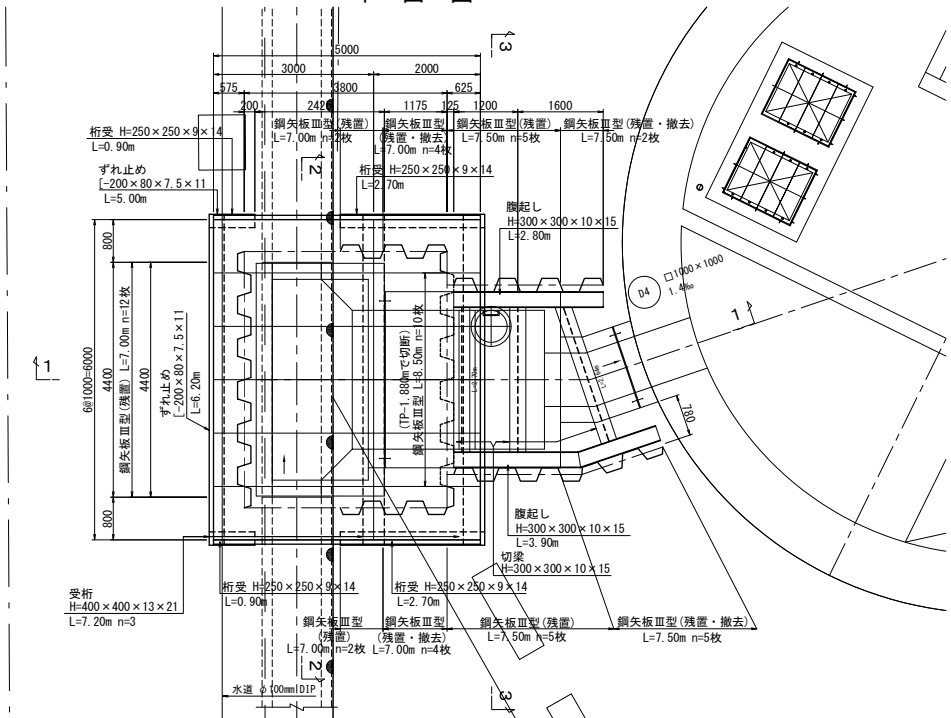 5000
3000
2000
575
3800
625
200
2426
1175
125
1200
1600
鋼矢板Ⅲ型(残置)
L=7.00m n=2枚
鋼矢板Ⅲ型
(残置・撤去)
L=7.00m n=4枚
鋼矢板Ⅲ型(残置)
L=7.50m n=5枚
鋼矢板Ⅲ型(残置・撤去)
L=7.50m n=2枚
3
桁受 H=250×250×9×14
L=0.90m
2
桁受 H=250×250×9×14
L=2.70m
ずれ止め
[-200×80×7.5×11
L=5.00m
腹起し
H=300×300×10×15
L=2.80m
800
4400
800
6@1000=6000
鋼矢板Ⅲ型(残置) L=7.00m n=12枚
4400
ずれ止め
[-200×80×7.5×11
L=6.20m
(TP-1.880mで切断)
鋼矢板Ⅲ型 L=8.50m n=10枚
D4
□1000×1000
1.4‰
1
1
780
腹起し
H=300×300×10×15
L=3.90m
切梁
H=300×300×10×15
受桁
H=400×400×13×21
L=7.20m n=3
桁受 H=250×250×9×14
L=0.90m
桁受 H=250×250×9×14
L=2.70m
鋼矢板Ⅲ型
(残置)
L=7.00m n=2枚
鋼矢板Ⅲ型
(残置・撤去)
L=7.00m n=4枚
鋼矢板Ⅲ型(残置)
L=7.50m n=5枚
鋼矢板Ⅲ型(残置・撤去)
L=7.50m n=5枚
2
3
水道 φ100mm DIP